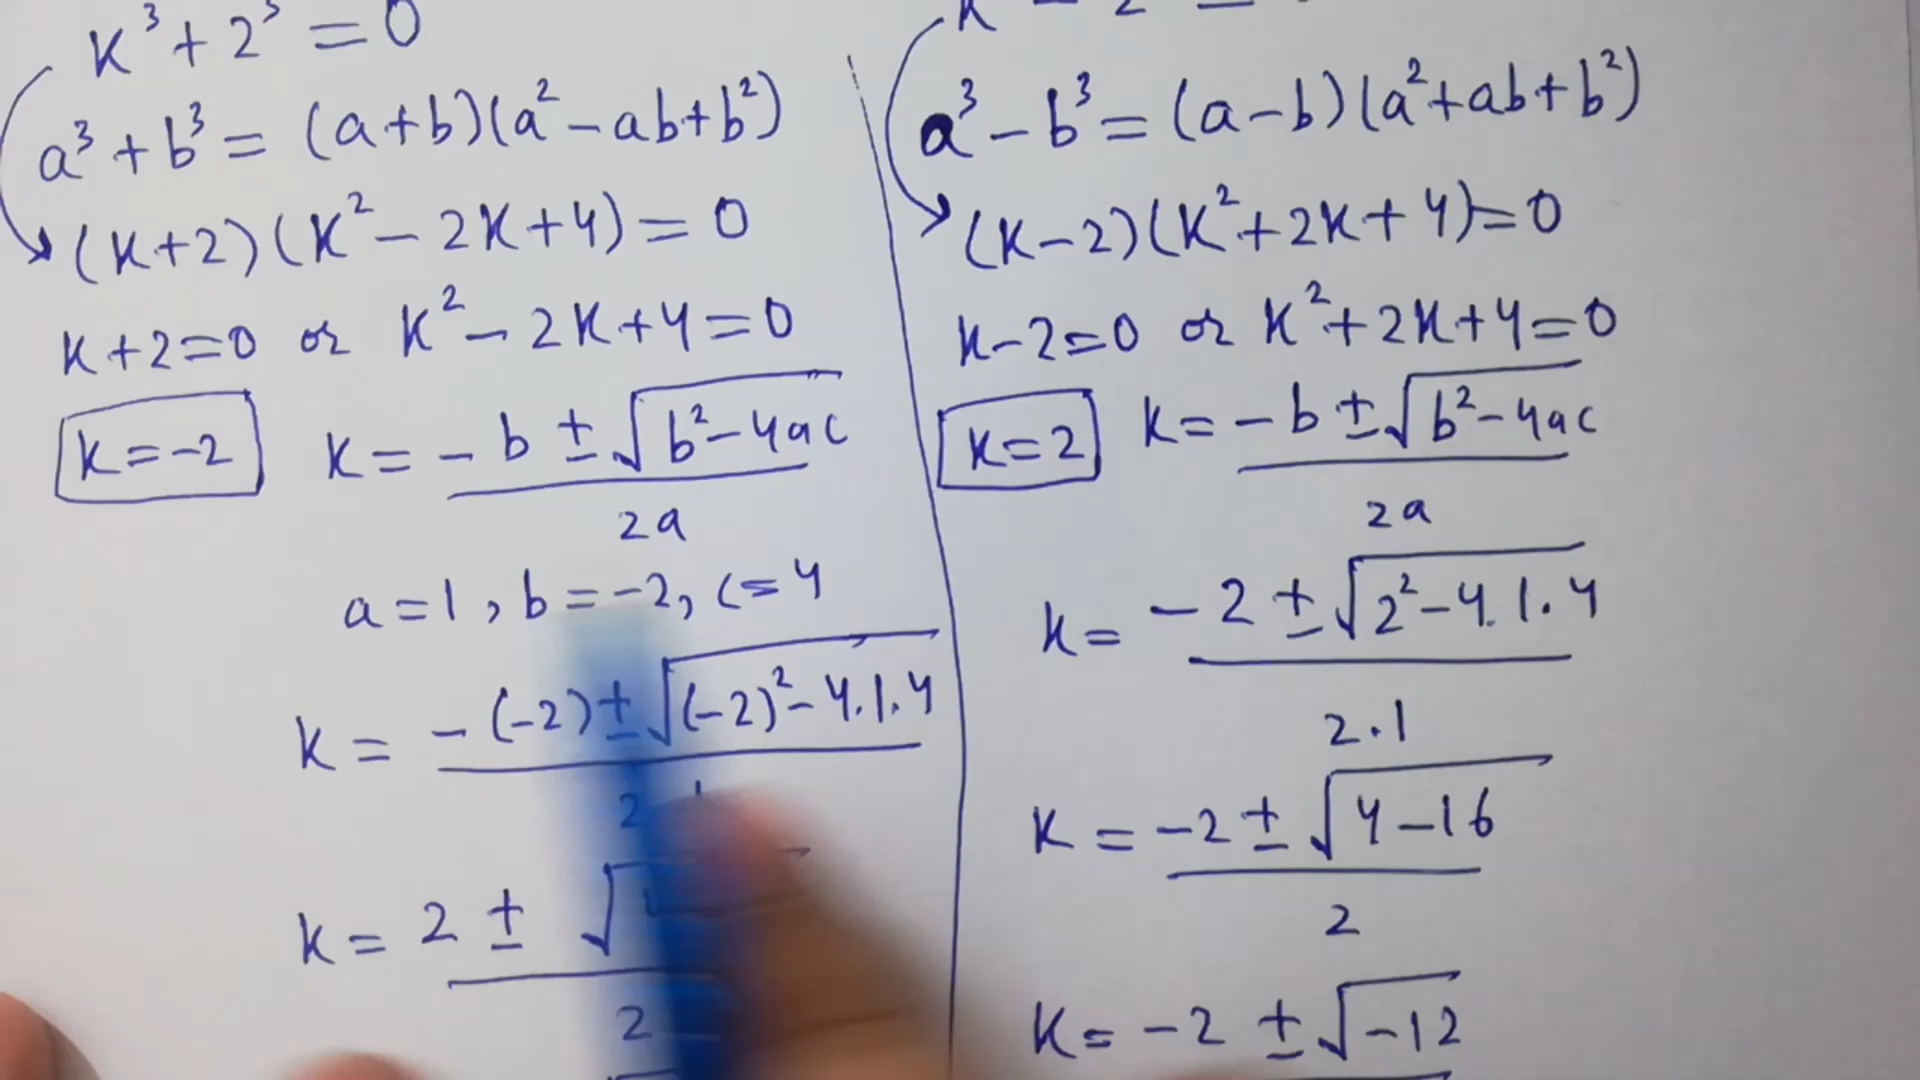 K³ + 2³ = 0
a³ + b³ = (a+b)(a² - ab + b²)
(K+2)(K² - 2K + 4) = 0
K+2=0 or K² - 2K + 4 = 0
K = -2
K = -b ± √b² - 4ac
2a
a = 1, b = -2, c = 4
K = -(-2) ± √(-2)² - 4.1.4
2
K = 2 ± √
2
K - 2
a³ - b³ = (a-b)(a² + ab + b²)
(K-2)(K² + 2K + 4) = 0
K-2=0 or K² + 2K + 4 = 0
K = 2
K = -b ± √b² - 4ac
2a
K = -2 ± √2² - 4.1.4
2.1
K = -2 ± √4 - 16
2
K = -2 ± √-12